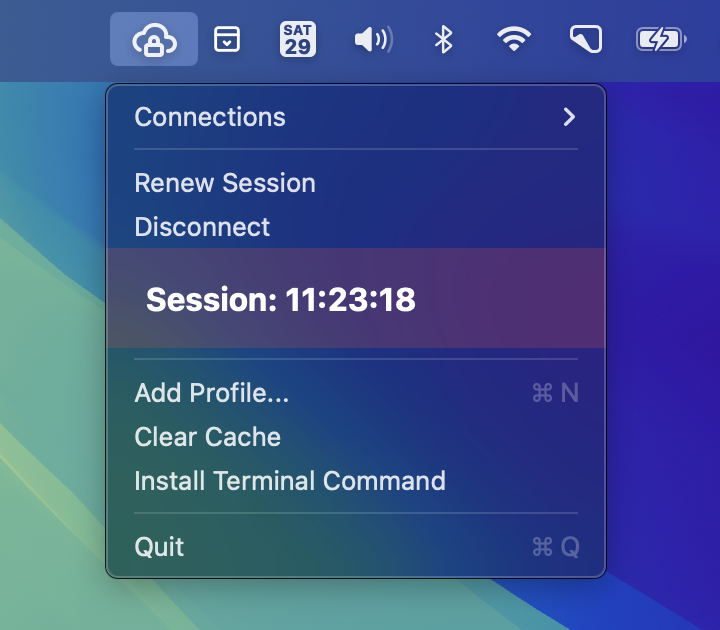 SAT
29
Connections
Renew Session
Disconnect
Session: 11:23:18
Add Profile... ⌘ N
Clear Cache
Install Terminal Command
Quit ⌘ Q